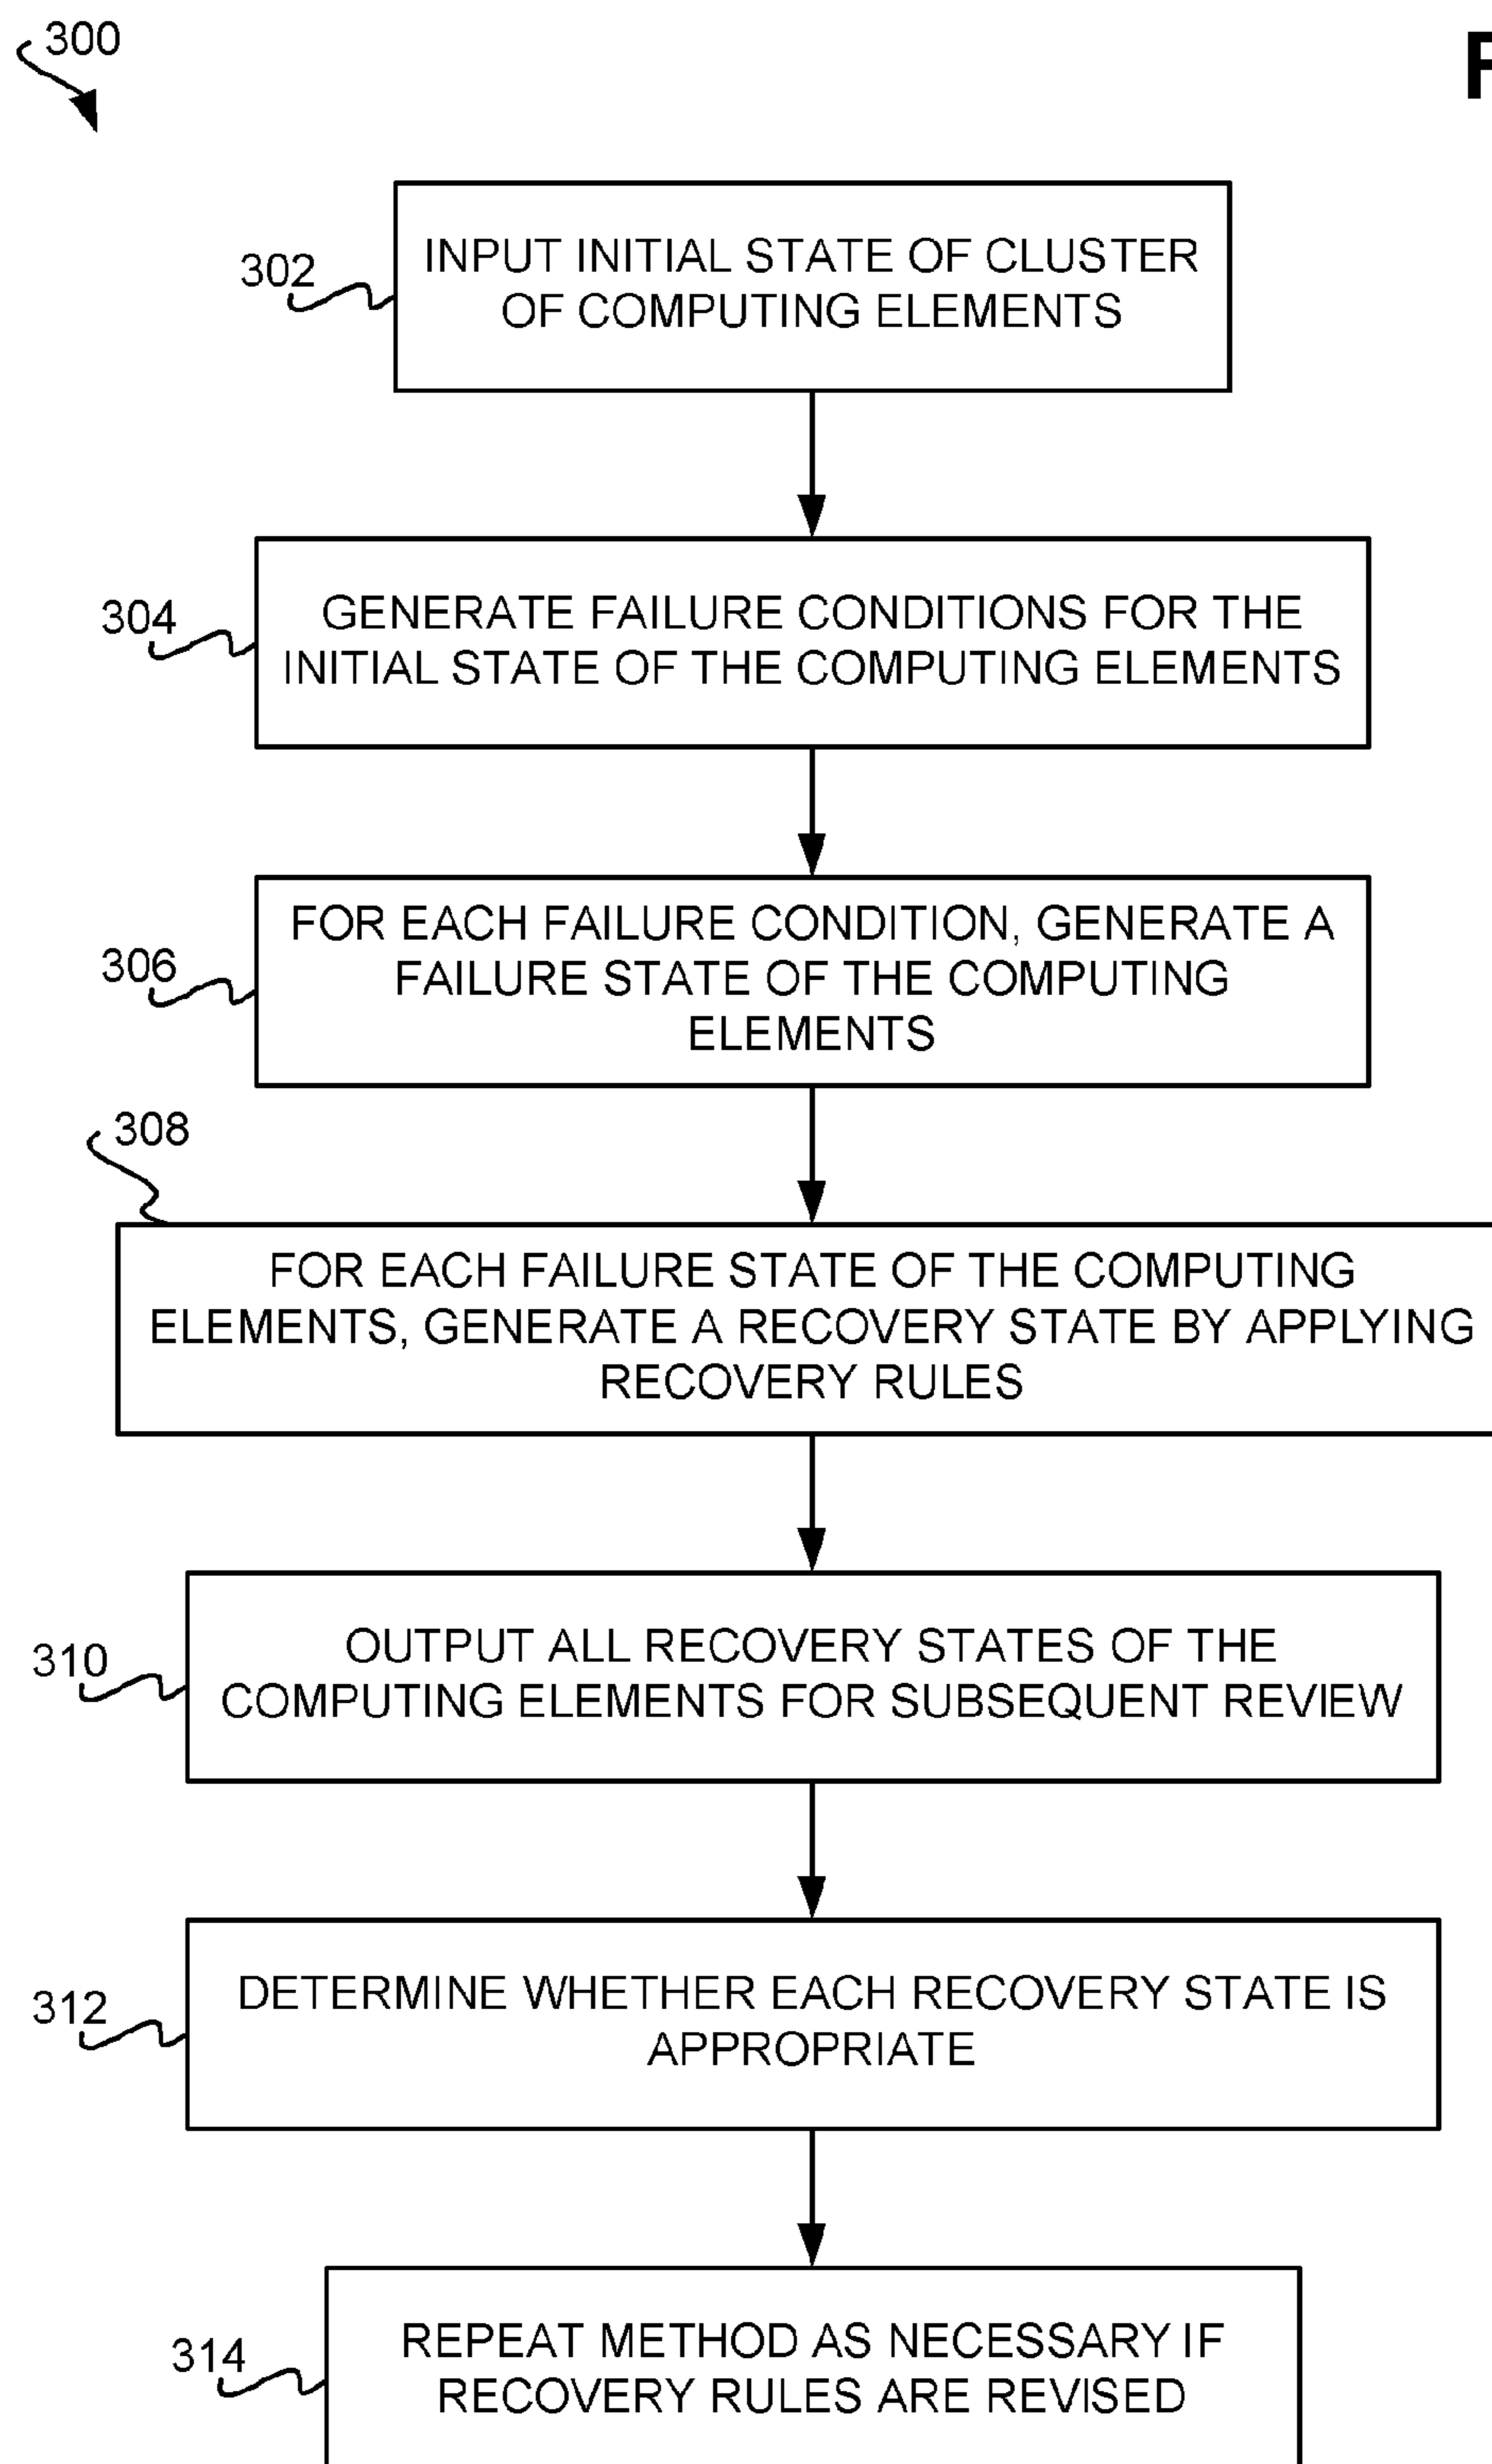 300
F
302
INPUT INITIAL STATE OF CLUSTER
OF COMPUTING ELEMENTS
304
GENERATE FAILURE CONDITIONS FOR THE
INITIAL STATE OF THE COMPUTING ELEMENTS
306
FOR EACH FAILURE CONDITION, GENERATE A
FAILURE STATE OF THE COMPUTING
ELEMENTS
308
FOR EACH FAILURE STATE OF THE COMPUTING
ELEMENTS, GENERATE A RECOVERY STATE BY APPLYING
RECOVERY RULES
310
OUTPUT ALL RECOVERY STATES OF THE
COMPUTING ELEMENTS FOR SUBSEQUENT REVIEW
312
DETERMINE WHETHER EACH RECOVERY STATE IS
APPROPRIATE
314
REPEAT METHOD AS NECESSARY IF
RECOVERY RULES ARE REVISED